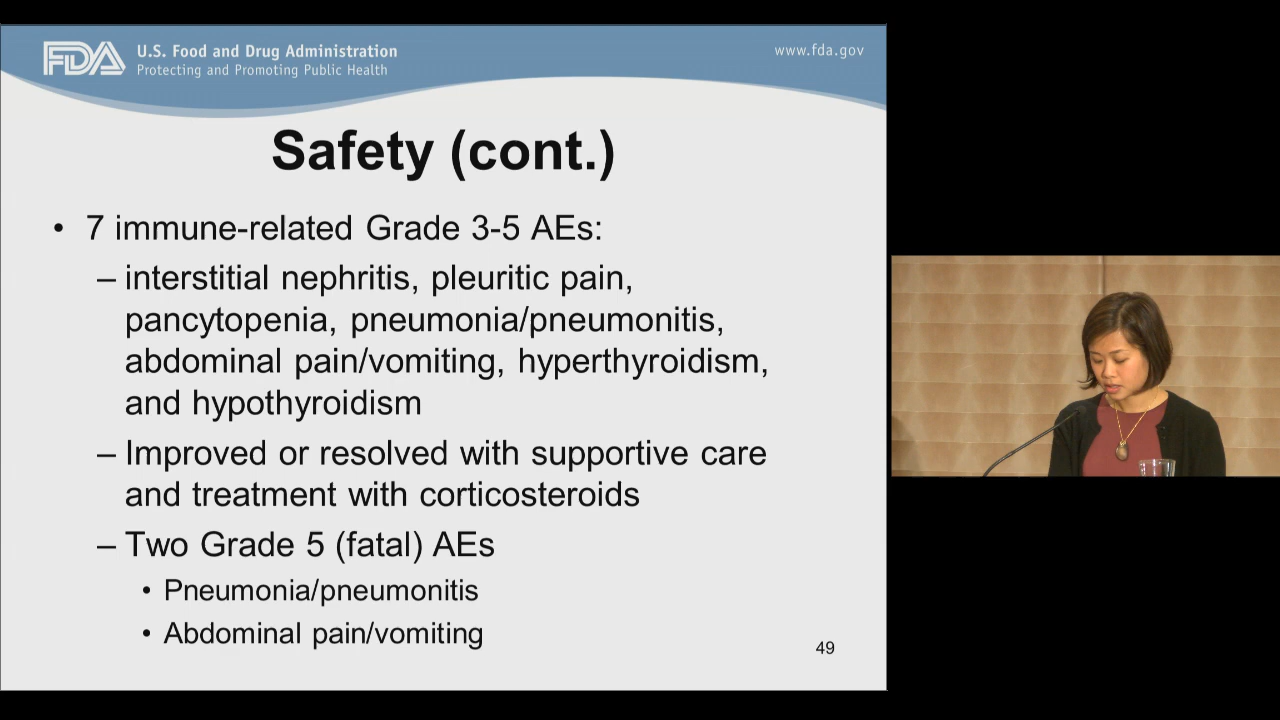 FDA U.S. Food and Drug Administration
Protecting and Promoting Public Health
www.fda.gov
Safety (cont.)
• 7 immune-related Grade 3-5 AEs:
– interstitial nephritis, pleuritic pain,
pancytopenia, pneumonia/pneumonitis,
abdominal pain/vomiting, hyperthyroidism,
and hypothyroidism
– Improved or resolved with supportive care
and treatment with corticosteroids
– Two Grade 5 (fatal) AEs
• Pneumonia/pneumonitis
• Abdominal pain/vomiting
49